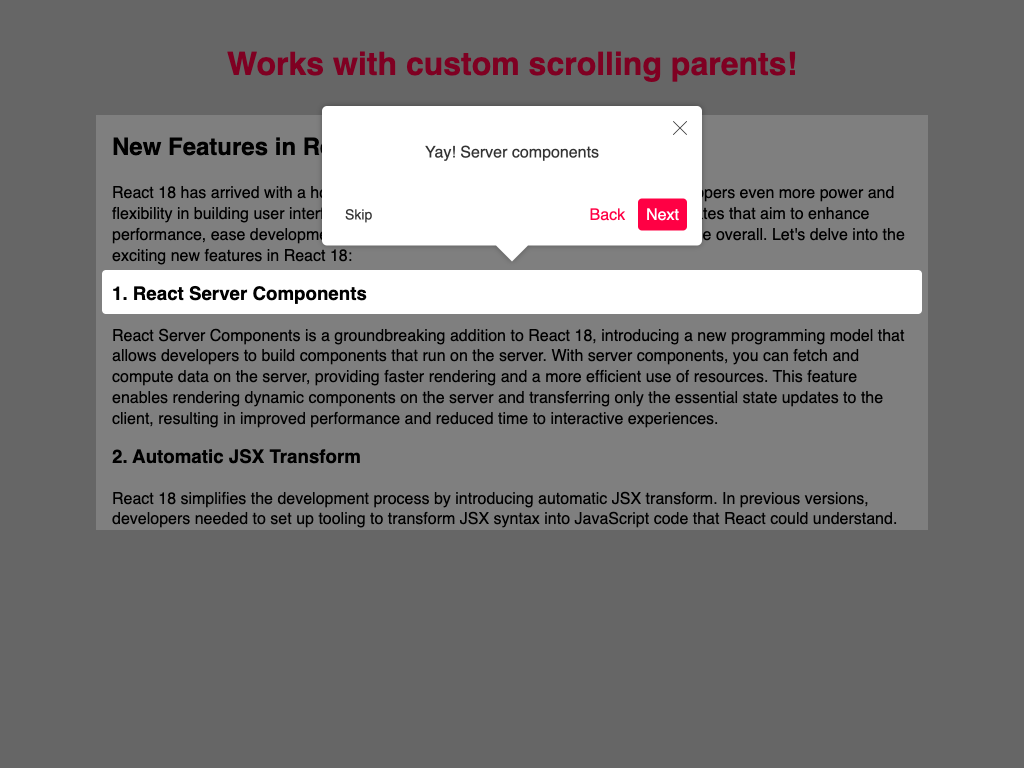 Works with custom scrolling parents!
Yay! Server components
Skip
Back
Next
New Features in R
React 18 has arrived with a h opers even more power and
flexibility in building user inter tes that aim to enhance
performance, ease developm e overall. Let's delve into the
exciting new features in React 18:
1. React Server Components
React Server Components is a groundbreaking addition to React 18, introducing a new programming model that
allows developers to build components that run on the server. With server components, you can fetch and
compute data on the server, providing faster rendering and a more efficient use of resources. This feature
enables rendering dynamic components on the server and transferring only the essential state updates to the
client, resulting in improved performance and reduced time to interactive experiences.
2. Automatic JSX Transform
React 18 simplifies the development process by introducing automatic JSX transform. In previous versions,
developers needed to set up tooling to transform JSX syntax into JavaScript code that React could understand.